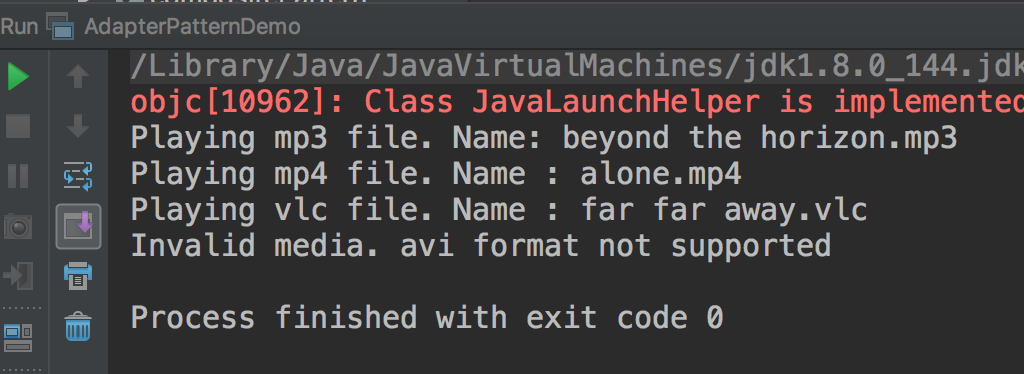 Run AdapterPatternDemo
/Library/Java/JavaVirtualMachines/jdk1.8.0_144.jdk
objc[10962]: Class JavaLaunchHelper is implemented
Playing mp3 file. Name: beyond the horizon.mp3
Playing mp4 file. Name : alone.mp4
Playing vlc file. Name : far far away.vlc
Invalid media. avi format not supported
Process finished with exit code 0